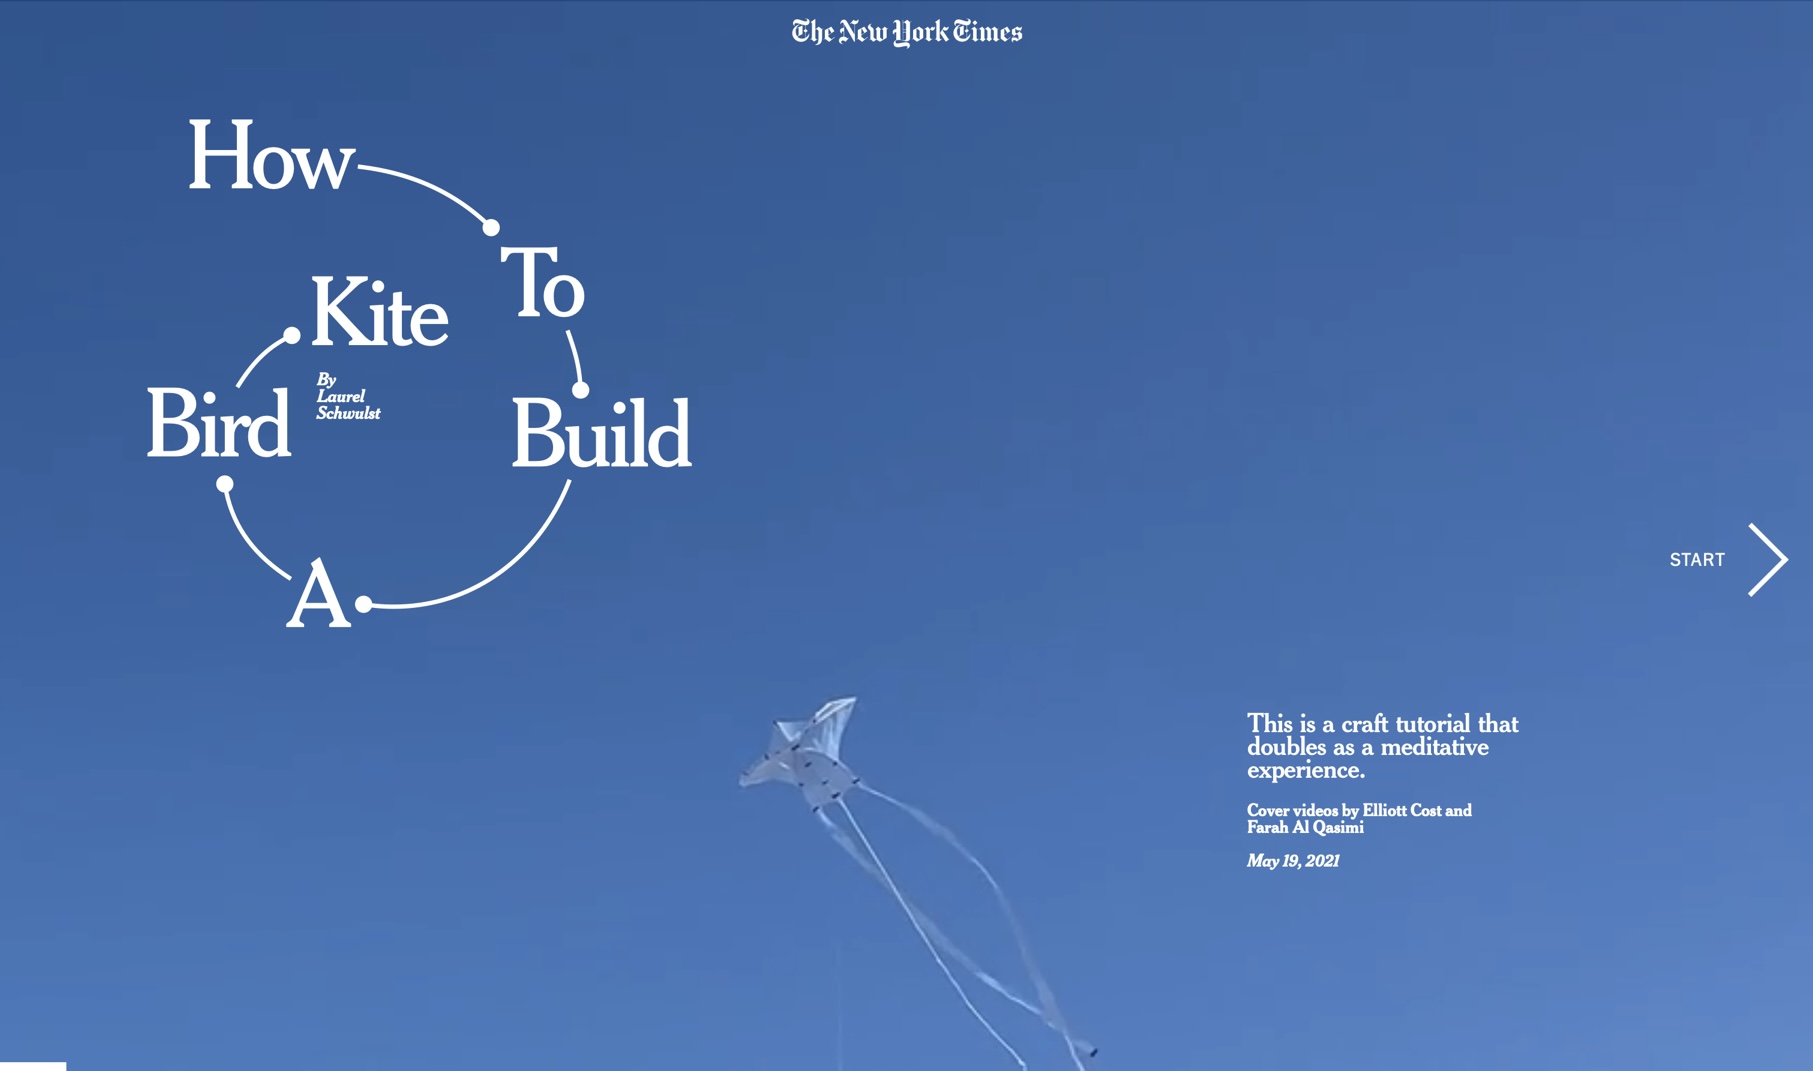 The New York Times
How
To
Build
A
Bird
Kite
By
Laurel
Schwulst
START
This is a craft tutorial that
doubles as a meditative
experience.
Cover videos by Elliott Cost and
Farah Al Qasimi
May 19, 2021